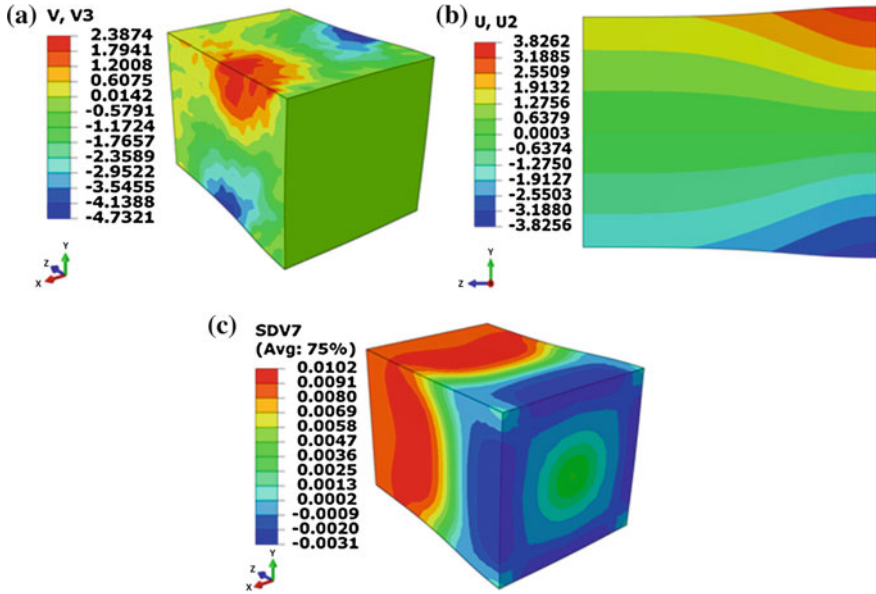 (a)
V, V3
2.3874
1.7941
1.2008
0.6075
0.0142
-0.5791
-1.1724
-1.7657
-2.3589
-2.9522
-3.5455
-4.1388
-4.7321
Y
Z
X
(b)
U, U2
3.8262
3.1885
2.5509
1.9132
1.2756
0.6379
0.0003
-0.6374
-1.2750
-1.9127
-2.5503
-3.1880
-3.8256
Y
Z
(c)
SDV7
(Avg: 75%)
0.0102
0.0091
0.0080
0.0069
0.0058
0.0047
0.0036
0.0025
0.0013
0.0002
-0.0009
-0.0020
-0.0031
Y
Z
X